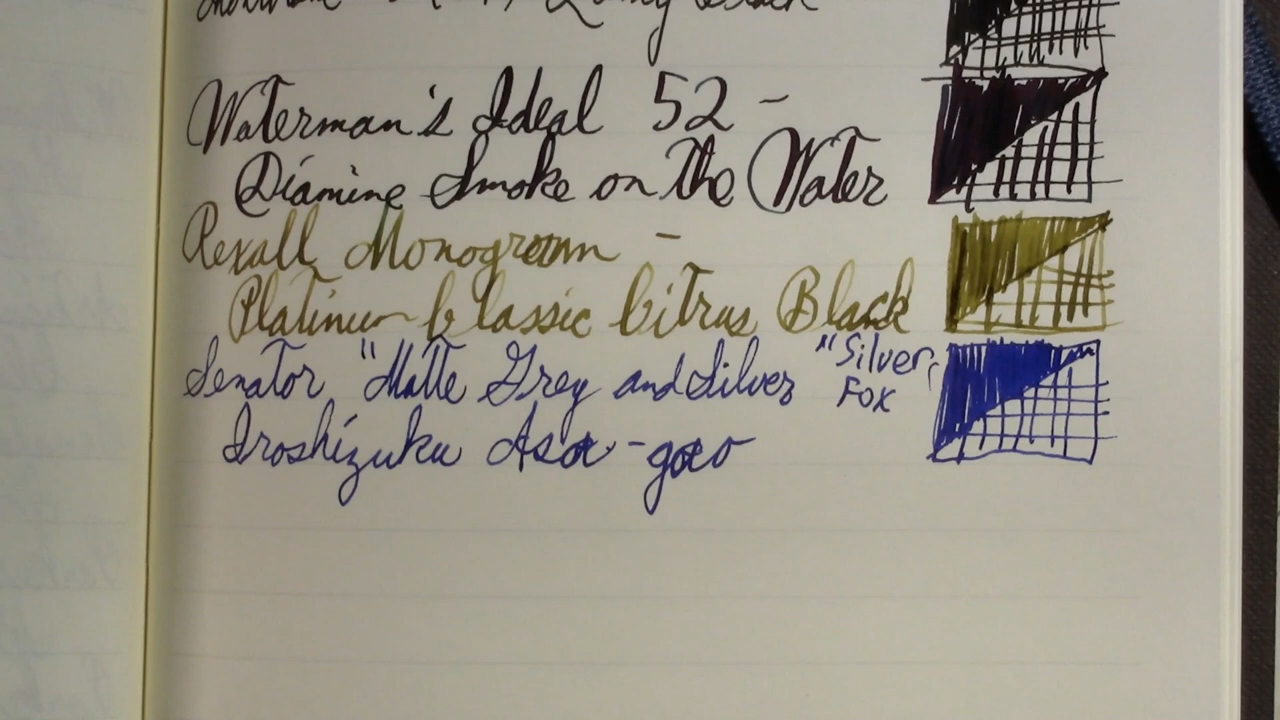 Black
Waterman's Ideal 52 -
Diamine Smoke on the Water
Rexall Monogram -
Platinum Classic Citrus Black
Senator "Matte Grey and Silver "Silver
Fox
Iroshizuku Asa-gao